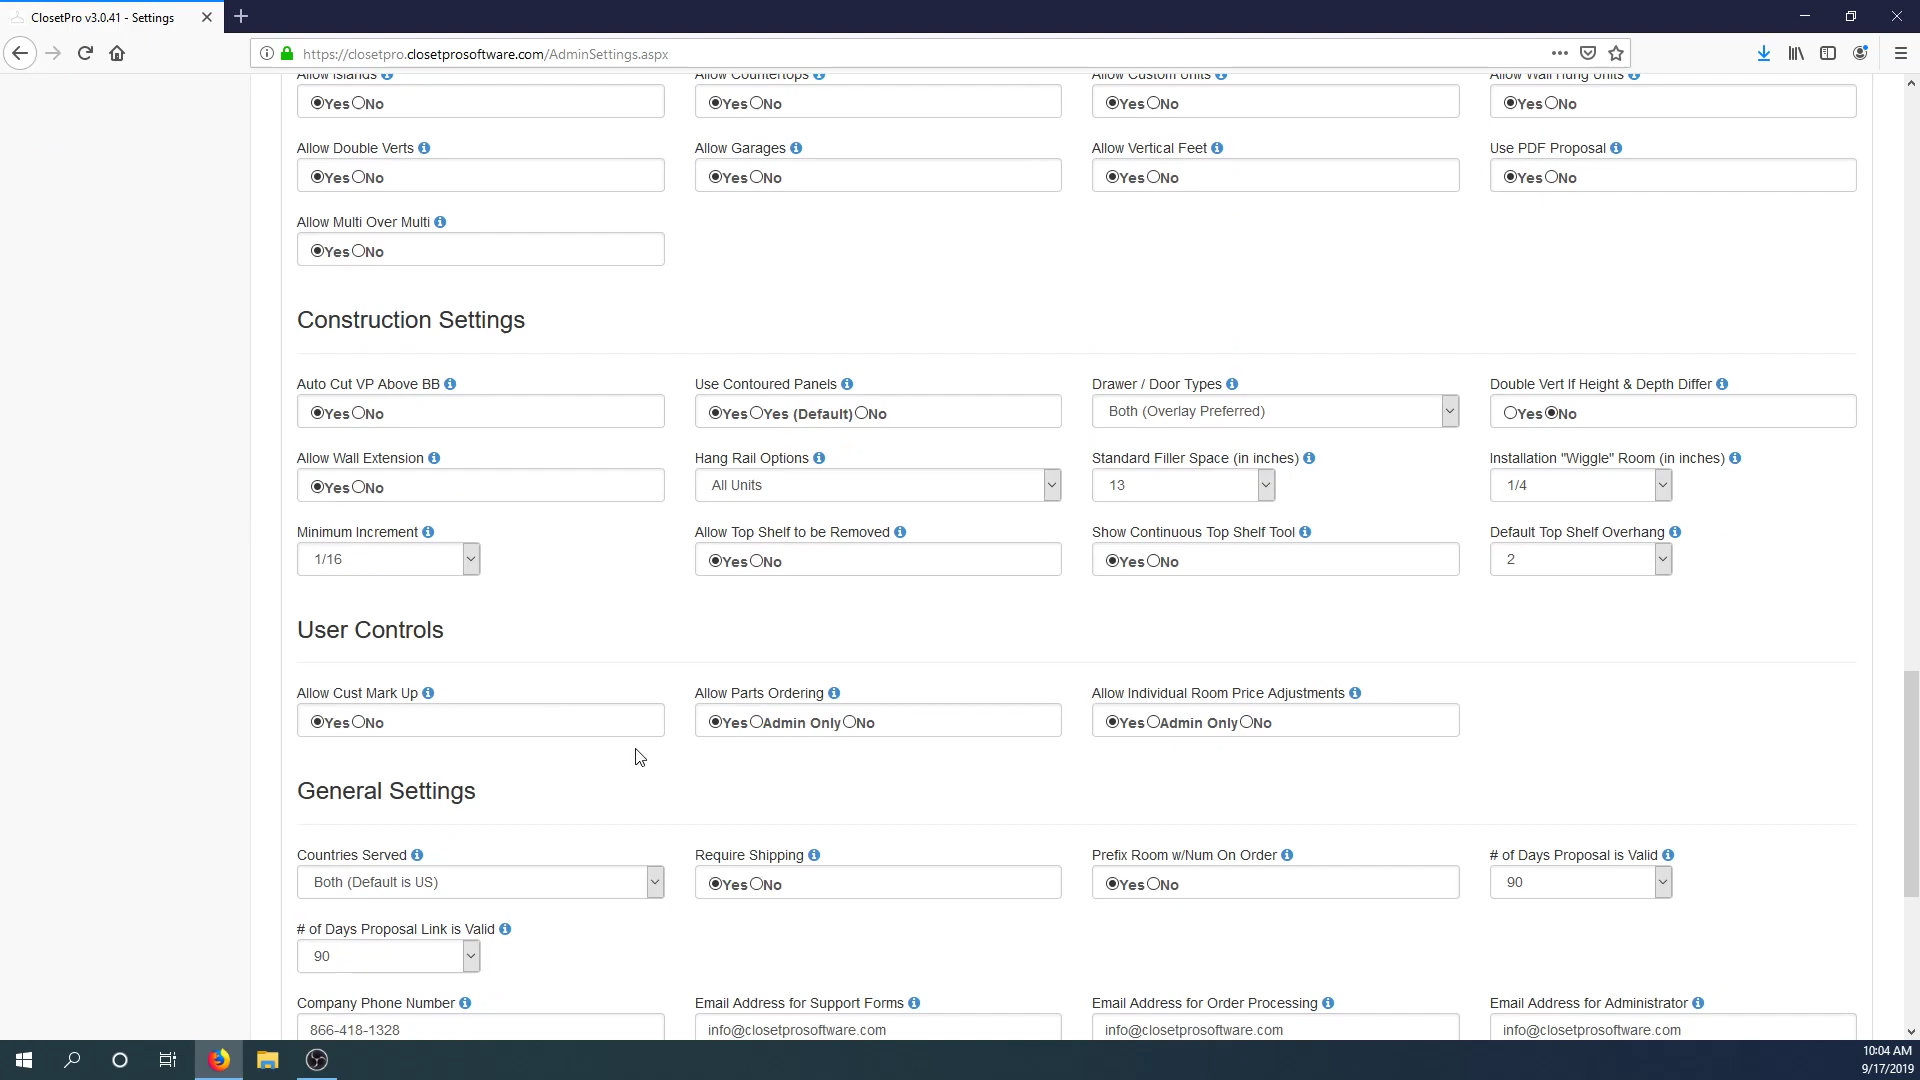 ClosetPro v3.0.41 - Settings
https://closetpro.closetprosoftware.com/AdminSettings.aspx
Allow Islands Allow Countertops Allow Custom Units Allow Wall Hung Units
Yes No Yes No Yes No Yes No
Allow Double Verts Allow Garages Allow Vertical Feet Use PDF Proposal
Yes No Yes No Yes No Yes No
Allow Multi Over Multi
Yes No
Construction Settings
Auto Cut VP Above BB Use Contoured Panels Drawer / Door Types Double Vert If Height & Depth Differ
Yes No Yes Yes (Default) No Both (Overlay Preferred) Yes No
Allow Wall Extension Hang Rail Options Standard Filler Space (in inches) Installation "Wiggle" Room (in inches)
Yes No All Units 13 1/4
Minimum Increment Allow Top Shelf to be Removed Show Continuous Top Shelf Tool Default Top Shelf Overhang
1/16 Yes No Yes No 2
User Controls
Allow Cust Mark Up Allow Parts Ordering Allow Individual Room Price Adjustments
Yes No Yes Admin Only No Yes Admin Only No
General Settings
Countries Served Require Shipping Prefix Room w/Num On Order # of Days Proposal is Valid
Both (Default is US) Yes No Yes No 90
# of Days Proposal Link is Valid
90
Company Phone Number Email Address for Support Forms Email Address for Order Processing Email Address for Administrator
866-418-1328 info@closetprosoftware.com info@closetprosoftware.com info@closetprosoftware.com
10:04 AM
9/17/2019